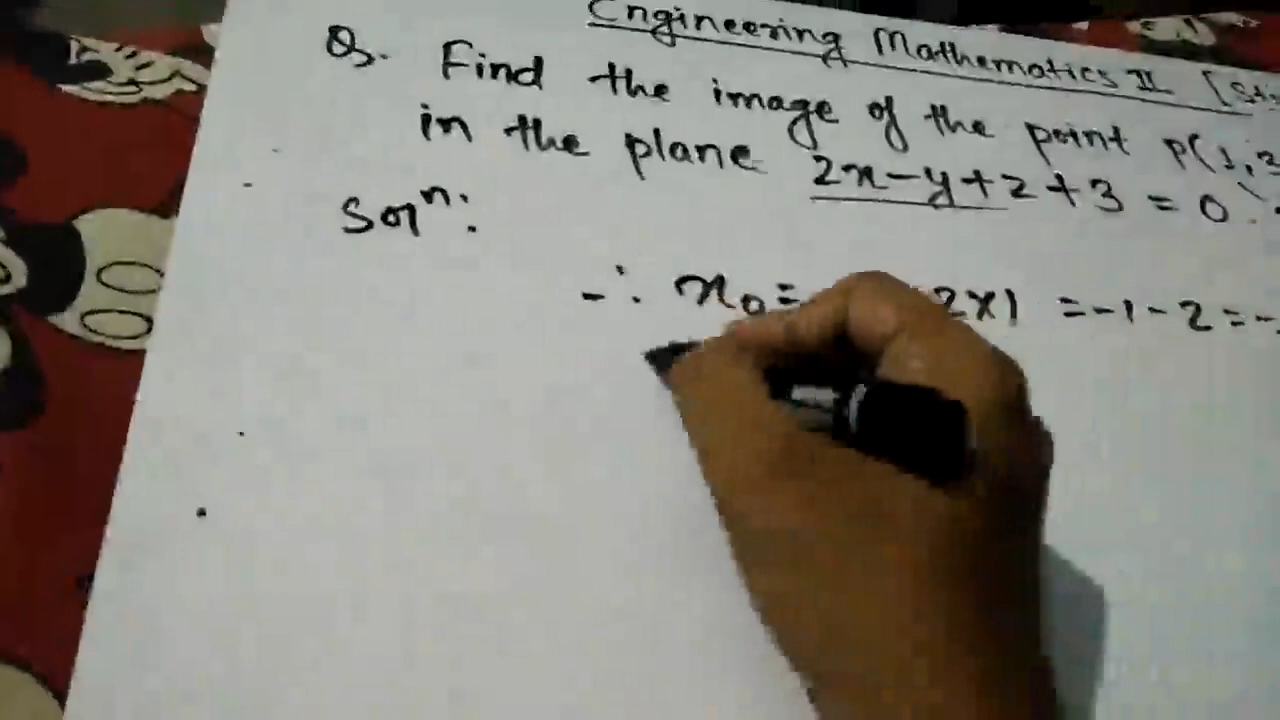 Engineering Mathematics II
Q. Find the image of the point P(1,
in the plane 2x-y+z+3=0
Solⁿ:
∴ x₀= 2x1 =-1-2=-